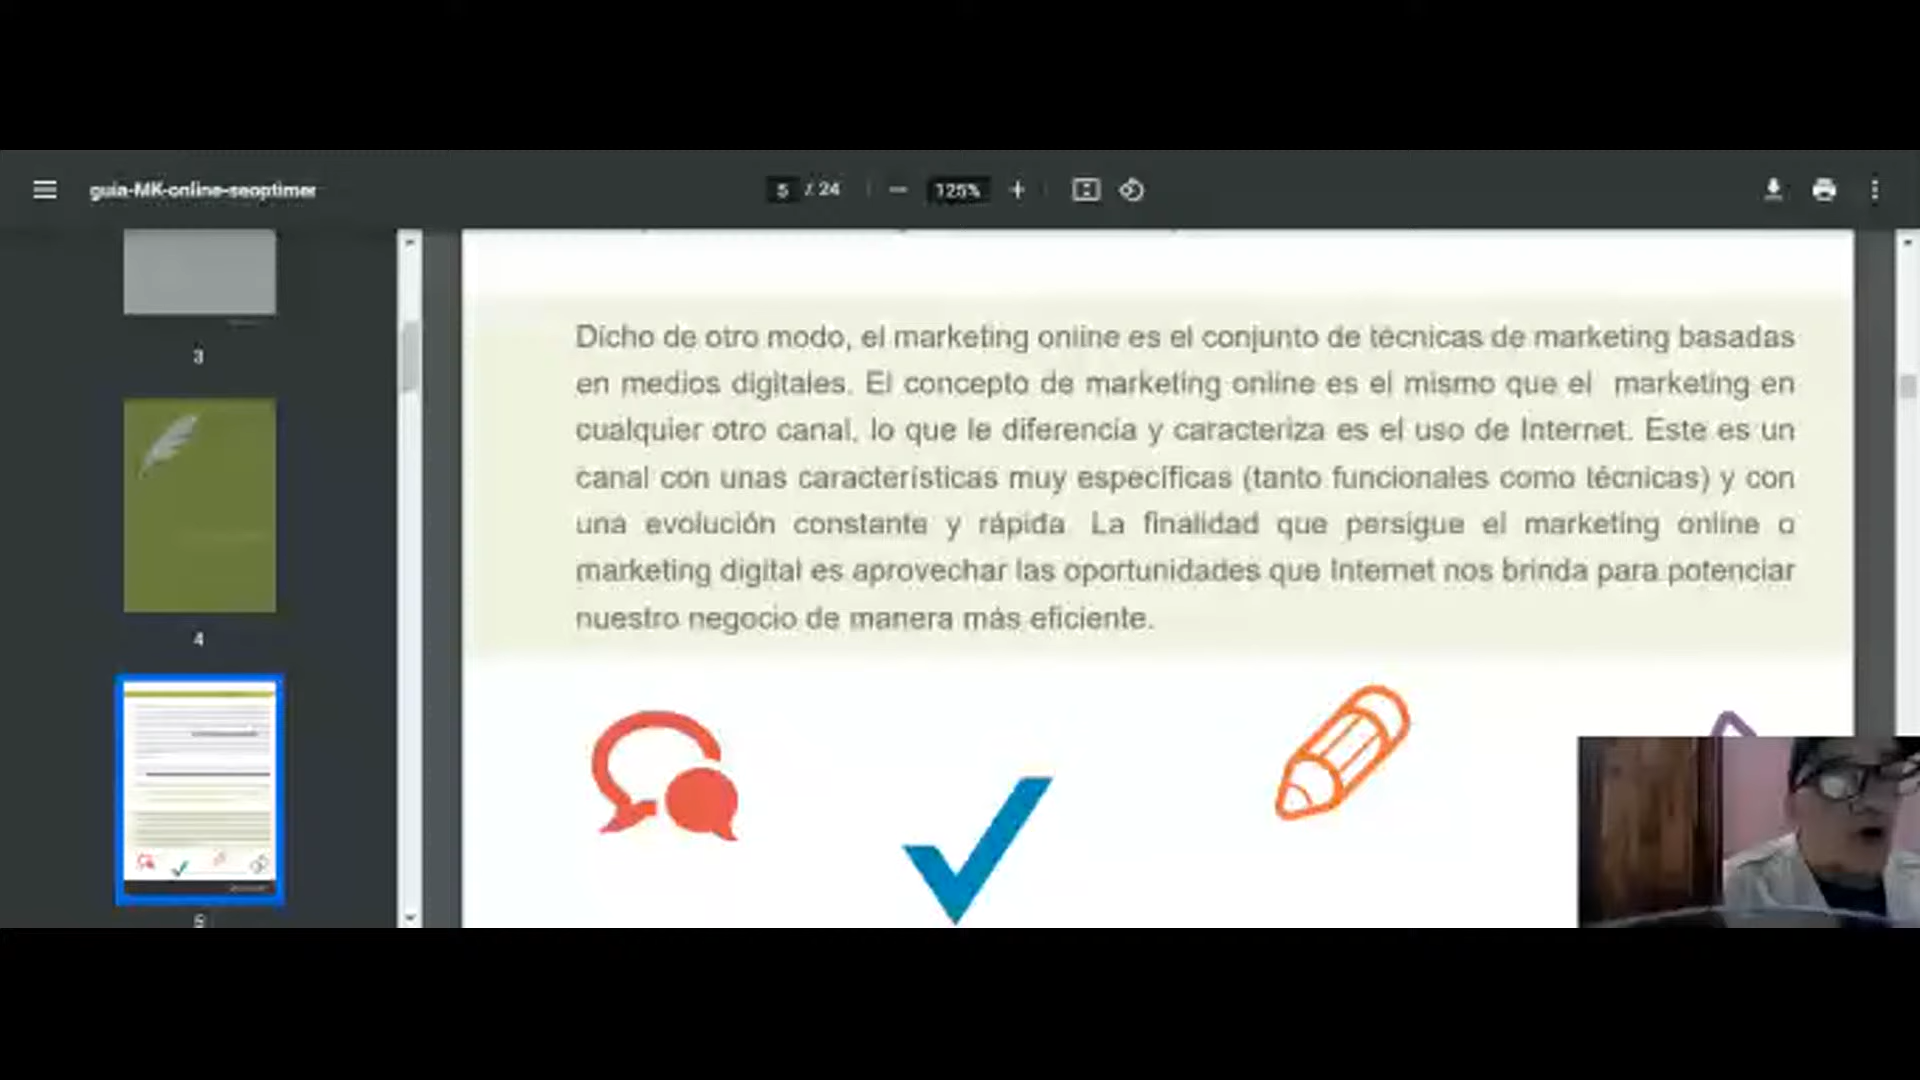 guia-MK-online-seoptimer
5 / 24
125%
3
4
5
Dicho de otro modo, el marketing online es el conjunto de técnicas de marketing basadas
en medios digitales. El concepto de marketing online es el mismo que el marketing en
cualquier otro canal, lo que le diferencia y caracteriza es el uso de Internet. Este es un
canal con unas características muy específicas (tanto funcionales como técnicas) y con
una evolución constante y rápida. La finalidad que persigue el marketing online o
marketing digital es aprovechar las oportunidades que Internet nos brinda para potenciar
nuestro negocio de manera más eficiente.